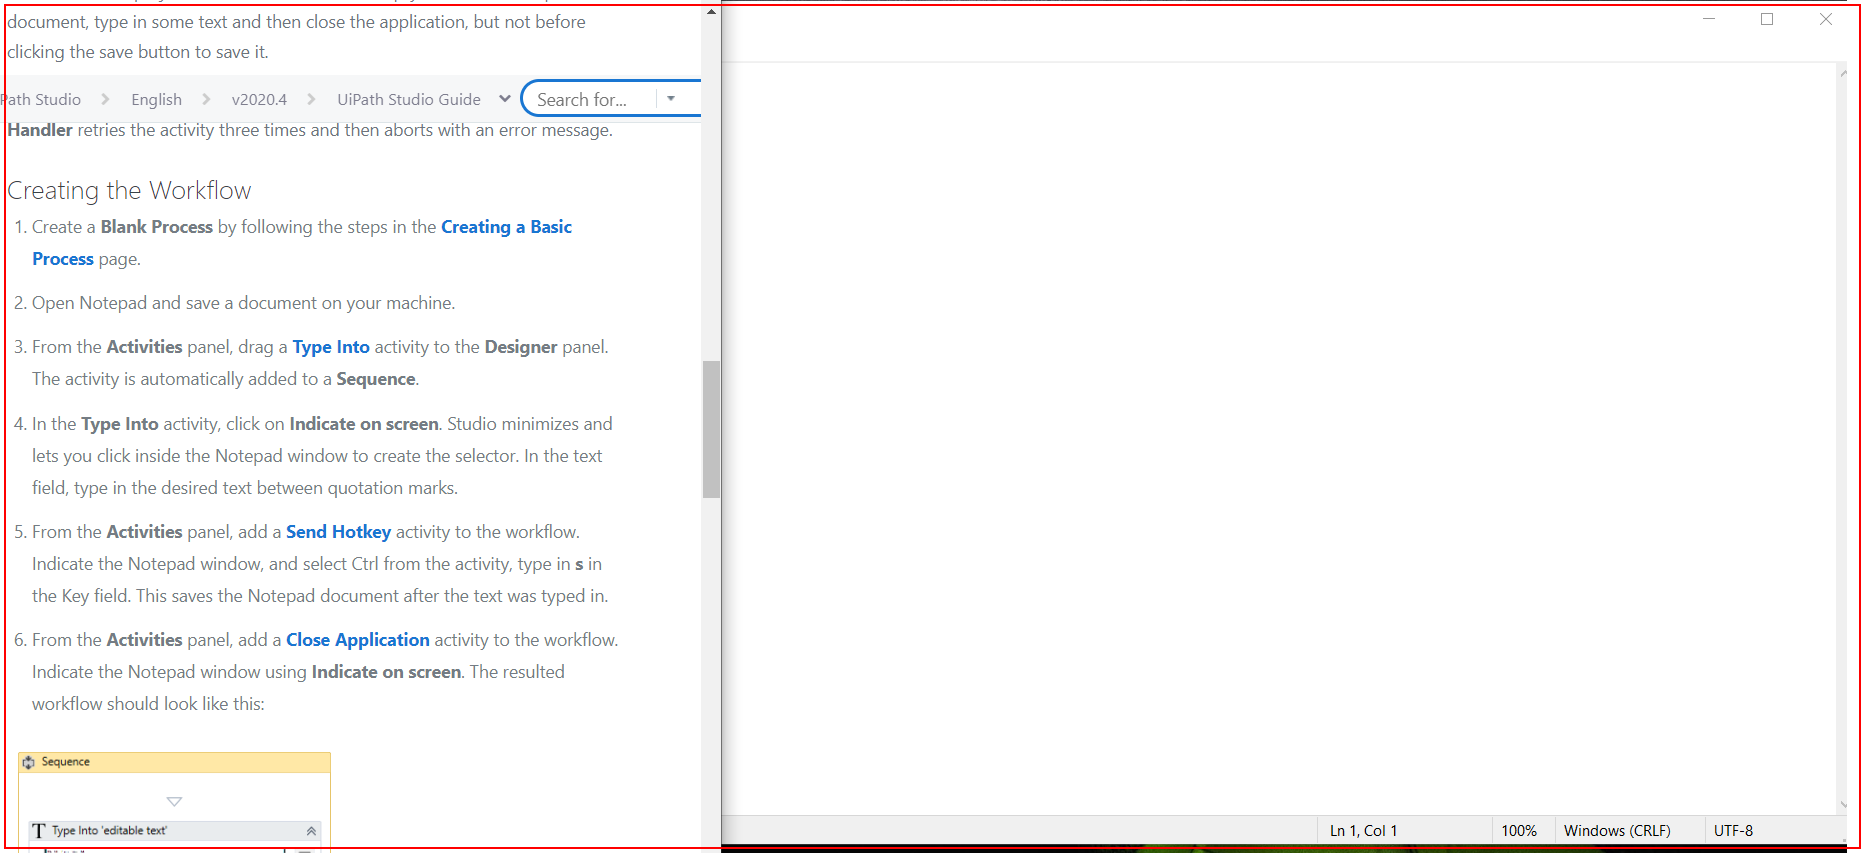 document, type in some text and then close the application, but not before
clicking the save button to save it.
Path Studio > English > v2020.4 > UiPath Studio Guide Search for...
Handler retries the activity three times and then aborts with an error message.
Creating the Workflow
1. Create a Blank Process by following the steps in the Creating a Basic
Process page.
2. Open Notepad and save a document on your machine.
3. From the Activities panel, drag a Type Into activity to the Designer panel.
The activity is automatically added to a Sequence.
4. In the Type Into activity, click on Indicate on screen. Studio minimizes and
lets you click inside the Notepad window to create the selector. In the text
field, type in the desired text between quotation marks.
5. From the Activities panel, add a Send Hotkey activity to the workflow.
Indicate the Notepad window, and select Ctrl from the activity, type in s in
the Key field. This saves the Notepad document after the text was typed in.
6. From the Activities panel, add a Close Application activity to the workflow.
Indicate the Notepad window using Indicate on screen. The resulted
workflow should look like this:
Sequence
T Type Into 'editable text'
Ln 1, Col 1 100% Windows (CRLF) UTF-8